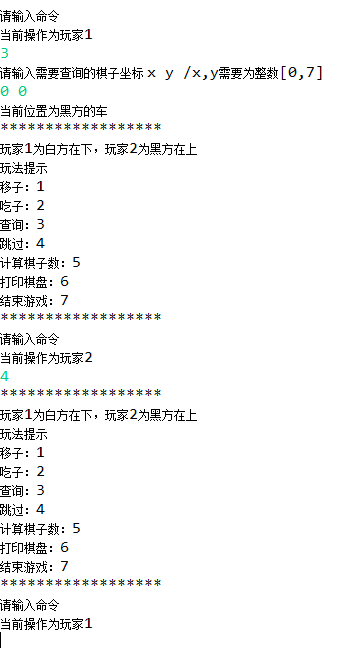 请输入命令
当前操作为玩家1
3
请输入需要查询的棋子坐标 x y /x,y需要为整数[0,7]
0 0
当前位置为黑方的车
******************
玩家1为白方在下，玩家2为黑方在上
玩法提示
移子：1
吃子：2
查询：3
跳过：4
计算棋子数：5
打印棋盘：6
结束游戏：7
******************
请输入命令
当前操作为玩家2
4
******************
玩家1为白方在下，玩家2为黑方在上
玩法提示
移子：1
吃子：2
查询：3
跳过：4
计算棋子数：5
打印棋盘：6
结束游戏：7
******************
请输入命令
当前操作为玩家1